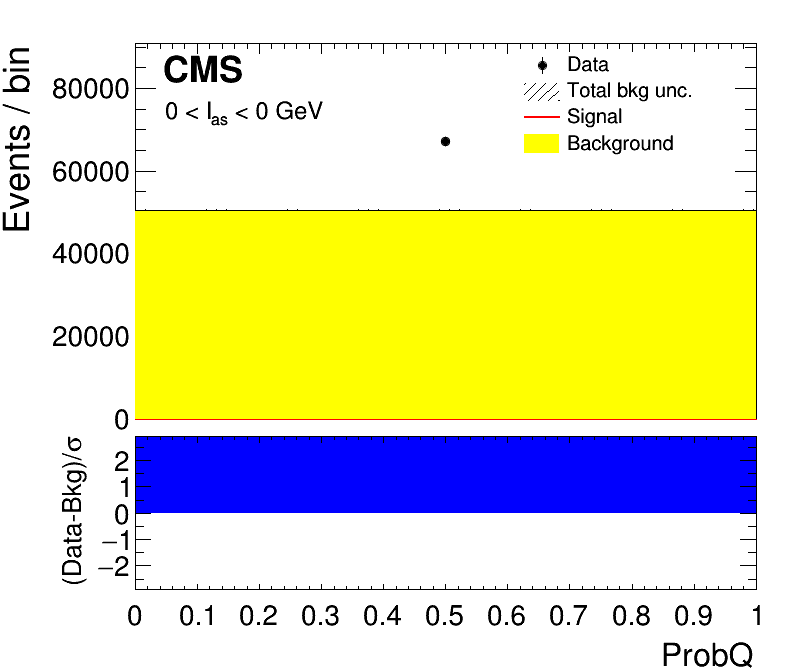 CMS
0 < Ias < 0 GeV
Data
Total bkg unc.
Signal
Background
Events / bin
80000
60000
40000
20000
0
(Data-Bkg)/σ
2
1
0
−1
−2
0 0.1 0.2 0.3 0.4 0.5 0.6 0.7 0.8 0.9 1
ProbQ